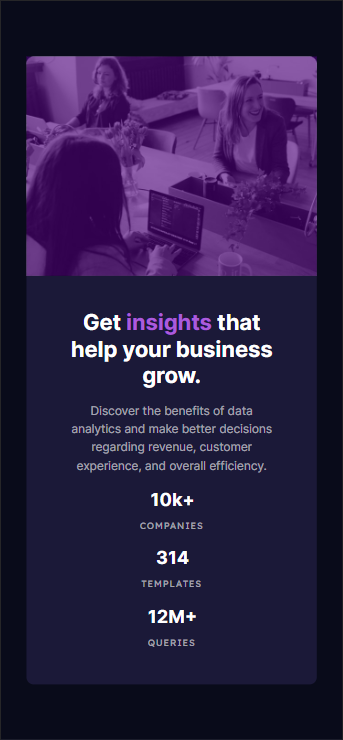 Get insights that
help your business
grow.
Discover the benefits of data
analytics and make better decisions
regarding revenue, customer
experience, and overall efficiency.
10k+
COMPANIES
314
TEMPLATES
12M+
QUERIES